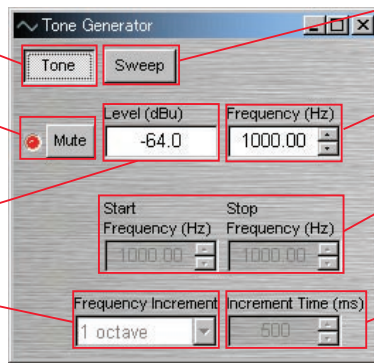 Tone Generator
Tone Sweep
Level (dBu) Frequency (Hz)
Mute -64.0 1000.00
Start Stop
Frequency (Hz) Frequency (Hz)
1000.00 1000.00
Frequency Increment Increment Time (ms)
1 octave 500